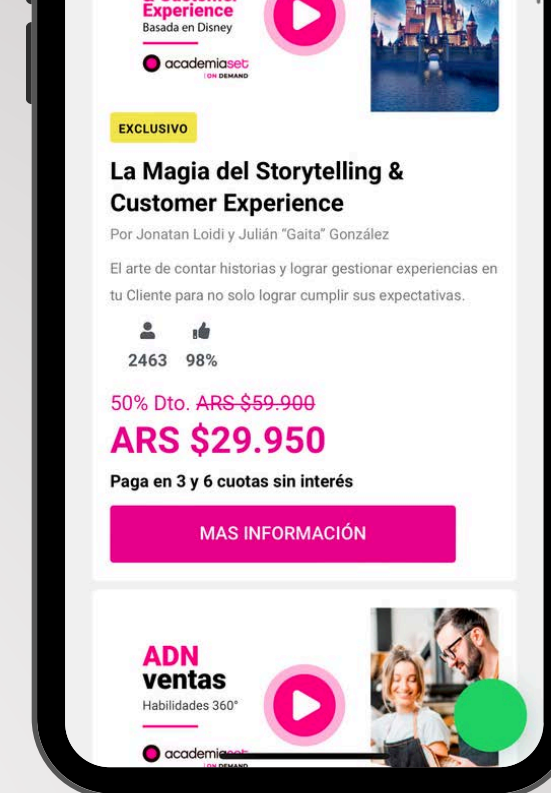 Experience
Basada en Disney
academiaset
ON DEMAND
EXCLUSIVO
La Magia del Storytelling &
Customer Experience
Por Jonatan Loidi y Julián "Gaita" González
El arte de contar historias y lograr gestionar experiencias en
tu Cliente para no solo lograr cumplir sus expectativas.
2463 98%
50% Dto. ARS $59.900
ARS $29.950
Paga en 3 y 6 cuotas sin interés
MAS INFORMACIÓN
ADN
ventas
Habilidades 360°